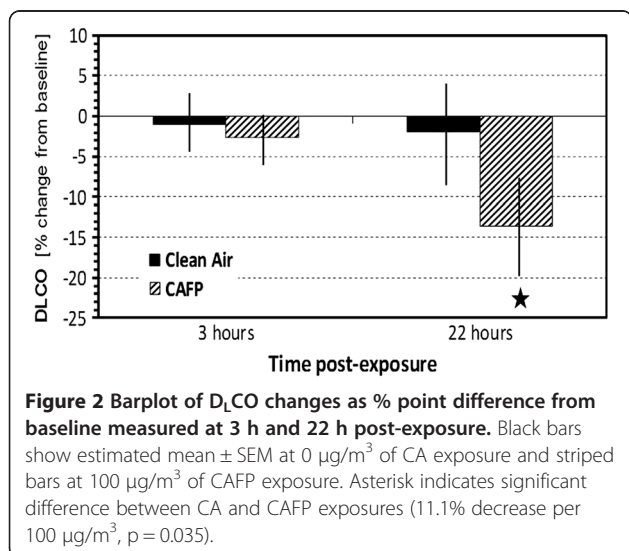 10
5
0
-5
-10
-15
-20
-25
DLCO [% change from baseline]
Clean Air
CAFP
3 hours 22 hours
Time post-exposure
Figure 2 Barplot of DLCO changes as % point difference from
baseline measured at 3 h and 22 h post-exposure. Black bars
show estimated mean ± SEM at 0 μg/m³ of CA exposure and striped
bars at 100 μg/m³ of CAFP exposure. Asterisk indicates significant
difference between CA and CAFP exposures (11.1% decrease per
100 μg/m³, p = 0.035).